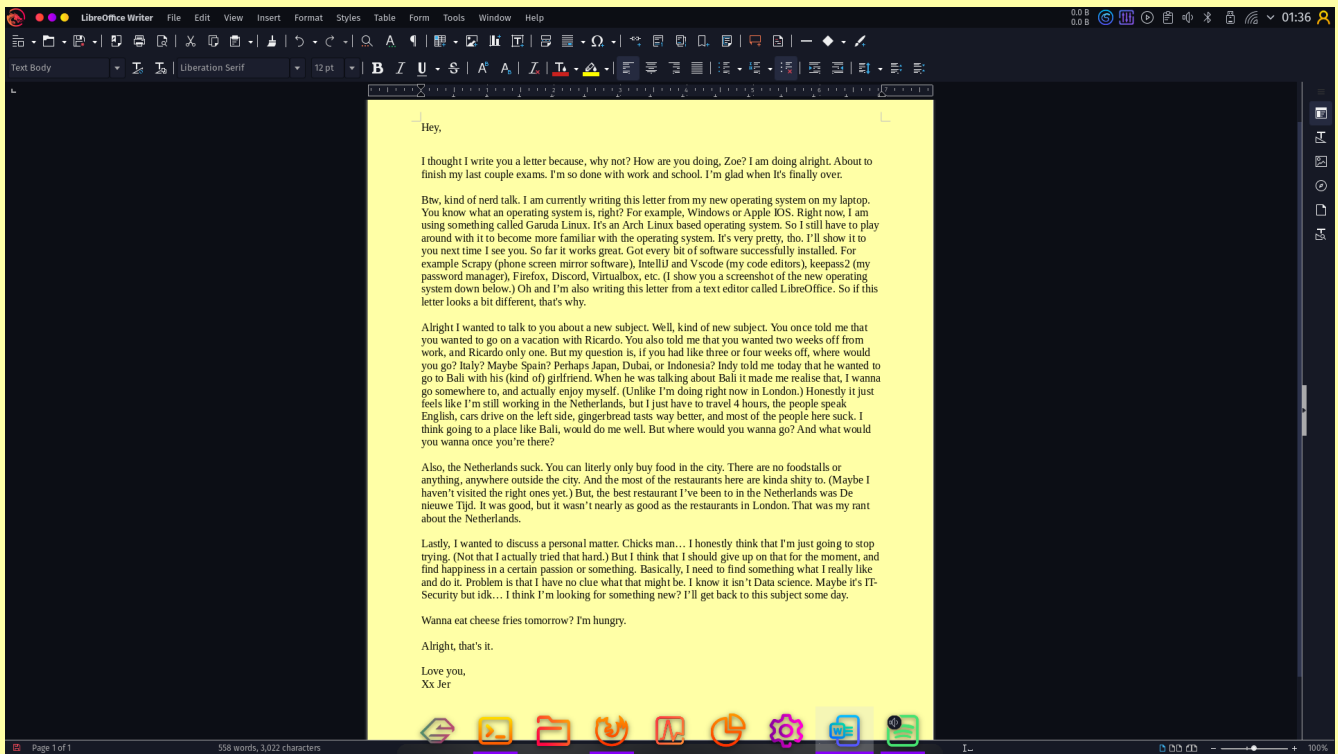 LibreOffice Writer File Edit View Insert Format Styles Table Form Tools Window Help
0.0 B
0.0 B
01:36
Text Body Liberation Serif 12 pt
Hey,
I thought I write you a letter because, why not? How are you doing, Zoe? I am doing alright. About to
finish my last couple exams. I'm so done with work and school. I’m glad when It's finally over.
Btw, kind of nerd talk. I am currently writing this letter from my new operating system on my laptop.
You know what an operating system is, right? For example, Windows or Apple IOS. Right now, I am
using something called Garuda Linux. It's an Arch Linux based operating system. So I still have to play
around with it to become more familiar with the operating system. It's very pretty, tho. I’ll show it to
you next time I see you. So far it works great. Got every bit of software successfully installed. For
example Scrapy (phone screen mirror software), IntelliJ and Vscode (my code editors), keepass2 (my
password manager), Firefox, Discord, Virtualbox, etc. (I show you a screenshot of the new operating
system down below.) Oh and I’m also writing this letter from a text editor called LibreOffice. So if this
letter looks a bit different, that's why.
Alright I wanted to talk to you about a new subject. Well, kind of new subject. You once told me that
you wanted to go on a vacation with Ricardo. You also told me that you wanted two weeks off from
work, and Ricardo only one. But my question is, if you had like three or four weeks off, where would
you go? Italy? Maybe Spain? Perhaps Japan, Dubai, or Indonesia? Indy told me today that he wanted to
go to Bali with his (kind of) girlfriend. When he was talking about Bali it made me realise that, I wanna
go somewhere to, and actually enjoy myself. (Unlike I’m doing right now in London.) Honestly it just
feels like I’m still working in the Netherlands, but I just have to travel 4 hours, the people speak
English, cars drive on the left side, gingerbread tasts way better, and most of the people here suck. I
think going to a place like Bali, would do me well. But where would you wanna go? And what would
you wanna once you’re there?
Also, the Netherlands suck. You can literly only buy food in the city. There are no foodstalls or
anything, anywhere outside the city. And the most of the restaurants here are kinda shity to. (Maybe I
haven’t visited the right ones yet.) But, the best restaurant I’ve been to in the Netherlands was De
nieuwe Tijd. It was good, but it wasn’t nearly as good as the restaurants in London. That was my rant
about the Netherlands.
Lastly, I wanted to discuss a personal matter. Chicks man… I honestly think that I'm just going to stop
trying. (Not that I actually tried that hard.) But I think that I should give up on that for the moment, and
find happiness in a certain passion or something. Basically, I need to find something what I really like
and do it. Problem is that I have no clue what that might be. I know it isn’t Data science. Maybe it's IT-
Security but idk… I think I’m looking for something new? I’ll get back to this subject some day.
Wanna eat cheese fries tomorrow? I'm hungry.
Alright, that's it.
Love you,
Xx Jer
Page 1 of 1 558 words, 3,022 characters 100%